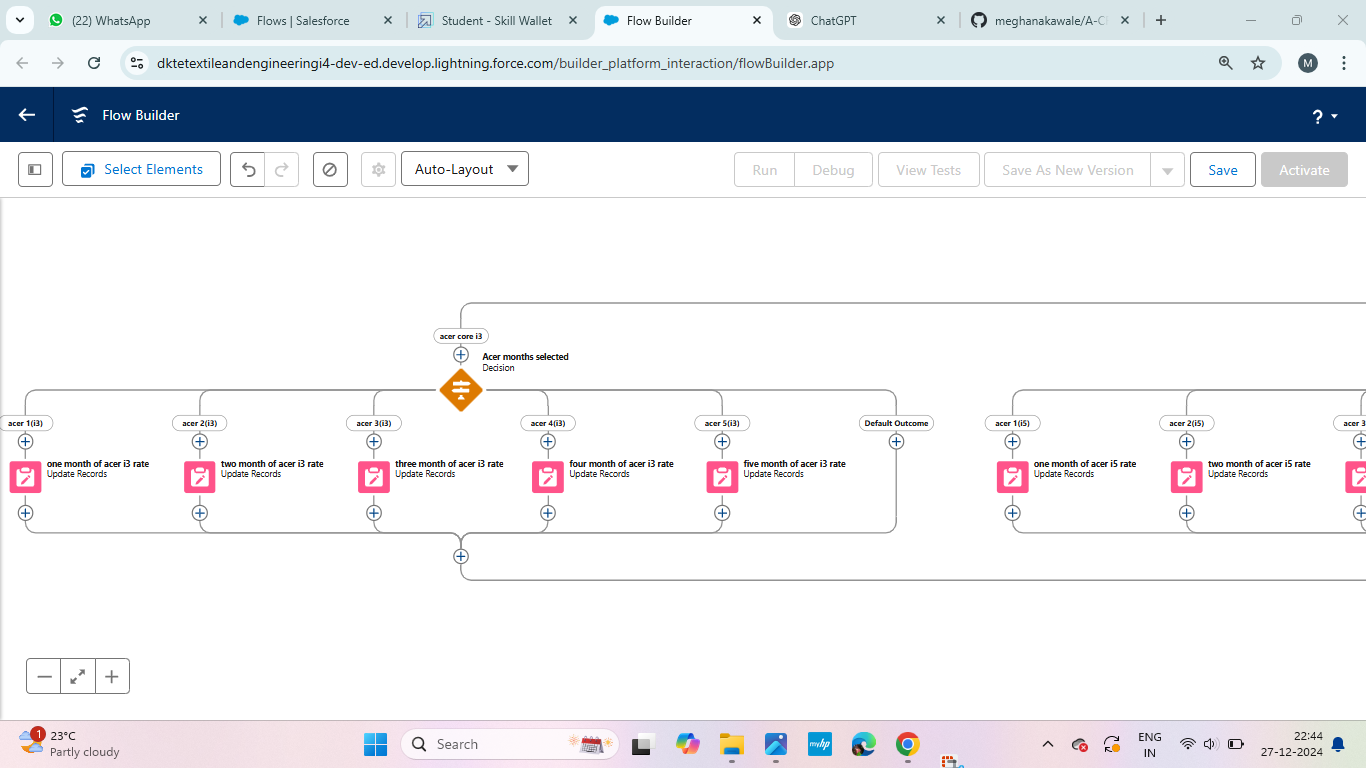 (22) WhatsApp
Flows | Salesforce
Student - Skill Wallet
Flow Builder
ChatGPT
meghanakawale/A-C
dktetextileandengineeringi4-dev-ed.develop.lightning.force.com/builder_platform_interaction/flowBuilder.app
M
Flow Builder
?
Select Elements
Auto-Layout
Run
Debug
View Tests
Save As New Version
Save
Activate
acer core i3
Acer months selected
Decision
acer 1(i3)
acer 2(i3)
acer 3(i3)
acer 4(i3)
acer 5(i3)
Default Outcome
acer 1(i5)
acer 2(i5)
acer 3
one month of acer i3 rate
Update Records
two month of acer i3 rate
Update Records
three month of acer i3 rate
Update Records
four month of acer i3 rate
Update Records
five month of acer i3 rate
Update Records
one month of acer i5 rate
Update Records
two month of acer i5 rate
Update Records
1
23°C
Partly cloudy
Search
myhp
ENG
IN
22:44
27-12-2024